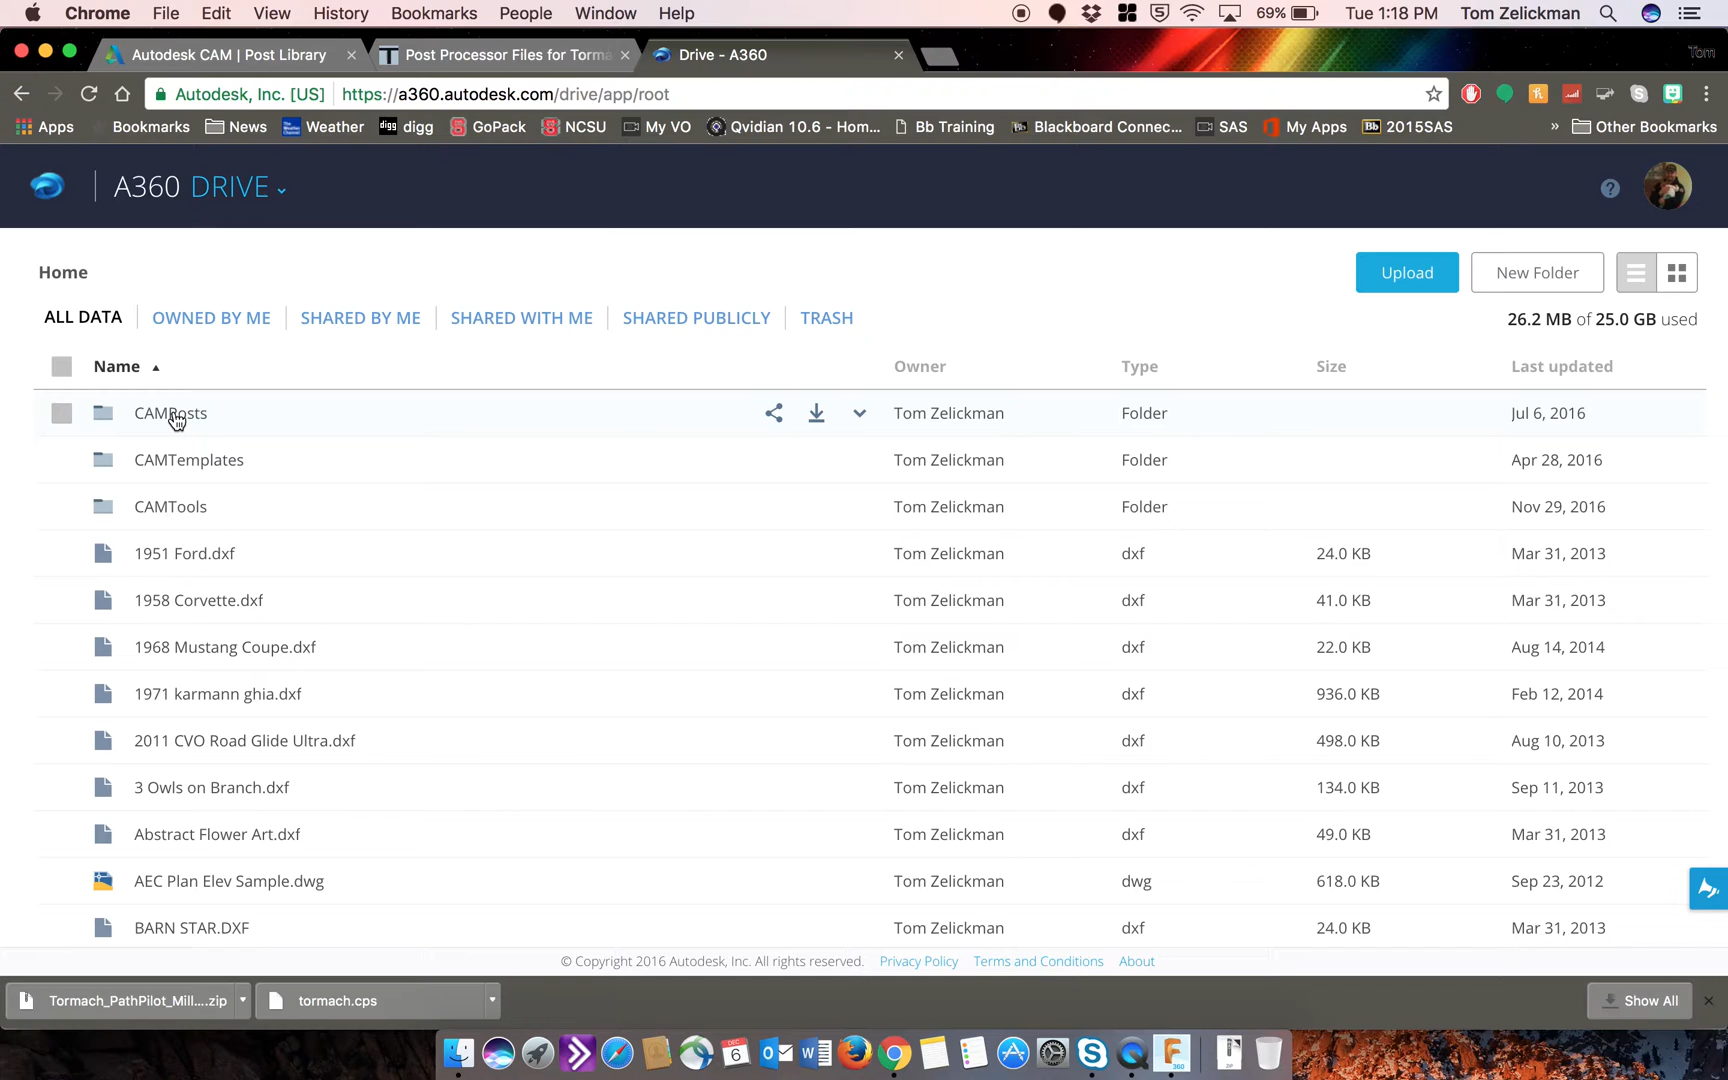 Chrome File Edit View History Bookmarks People Window Help 69% Tue 1:18 PM Tom Zelickman
Autodesk CAM | Post Library Post Processor Files for Torma Drive - A360 Tom
Autodesk, Inc. [US] https://a360.autodesk.com/drive/app/root
Apps Bookmarks News Weather digg GoPack NCSU My VO Qvidian 10.6 - Hom... Bb Training Blackboard Connec... SAS My Apps 2015SAS » Other Bookmarks
A360 DRIVE
Home Upload New Folder
ALL DATA OWNED BY ME SHARED BY ME SHARED WITH ME SHARED PUBLICLY TRASH 26.2 MB of 25.0 GB used
Name Owner Type Size Last updated
CAMPosts Tom Zelickman Folder Jul 6, 2016
CAMTemplates Tom Zelickman Folder Apr 28, 2016
CAMTools Tom Zelickman Folder Nov 29, 2016
1951 Ford.dxf Tom Zelickman dxf 24.0 KB Mar 31, 2013
1958 Corvette.dxf Tom Zelickman dxf 41.0 KB Mar 31, 2013
1968 Mustang Coupe.dxf Tom Zelickman dxf 22.0 KB Aug 14, 2014
1971 karmann ghia.dxf Tom Zelickman dxf 936.0 KB Feb 12, 2014
2011 CVO Road Glide Ultra.dxf Tom Zelickman dxf 498.0 KB Aug 10, 2013
3 Owls on Branch.dxf Tom Zelickman dxf 134.0 KB Sep 11, 2013
Abstract Flower Art.dxf Tom Zelickman dxf 49.0 KB Mar 31, 2013
AEC Plan Elev Sample.dwg Tom Zelickman dwg 618.0 KB Sep 23, 2012
BARN STAR.DXF Tom Zelickman dxf 24.0 KB Mar 31, 2013
© Copyright 2016 Autodesk, Inc. All rights reserved. Privacy Policy Terms and Conditions About
Tormach_PathPilot_Mill....zip tormach.cps Show All